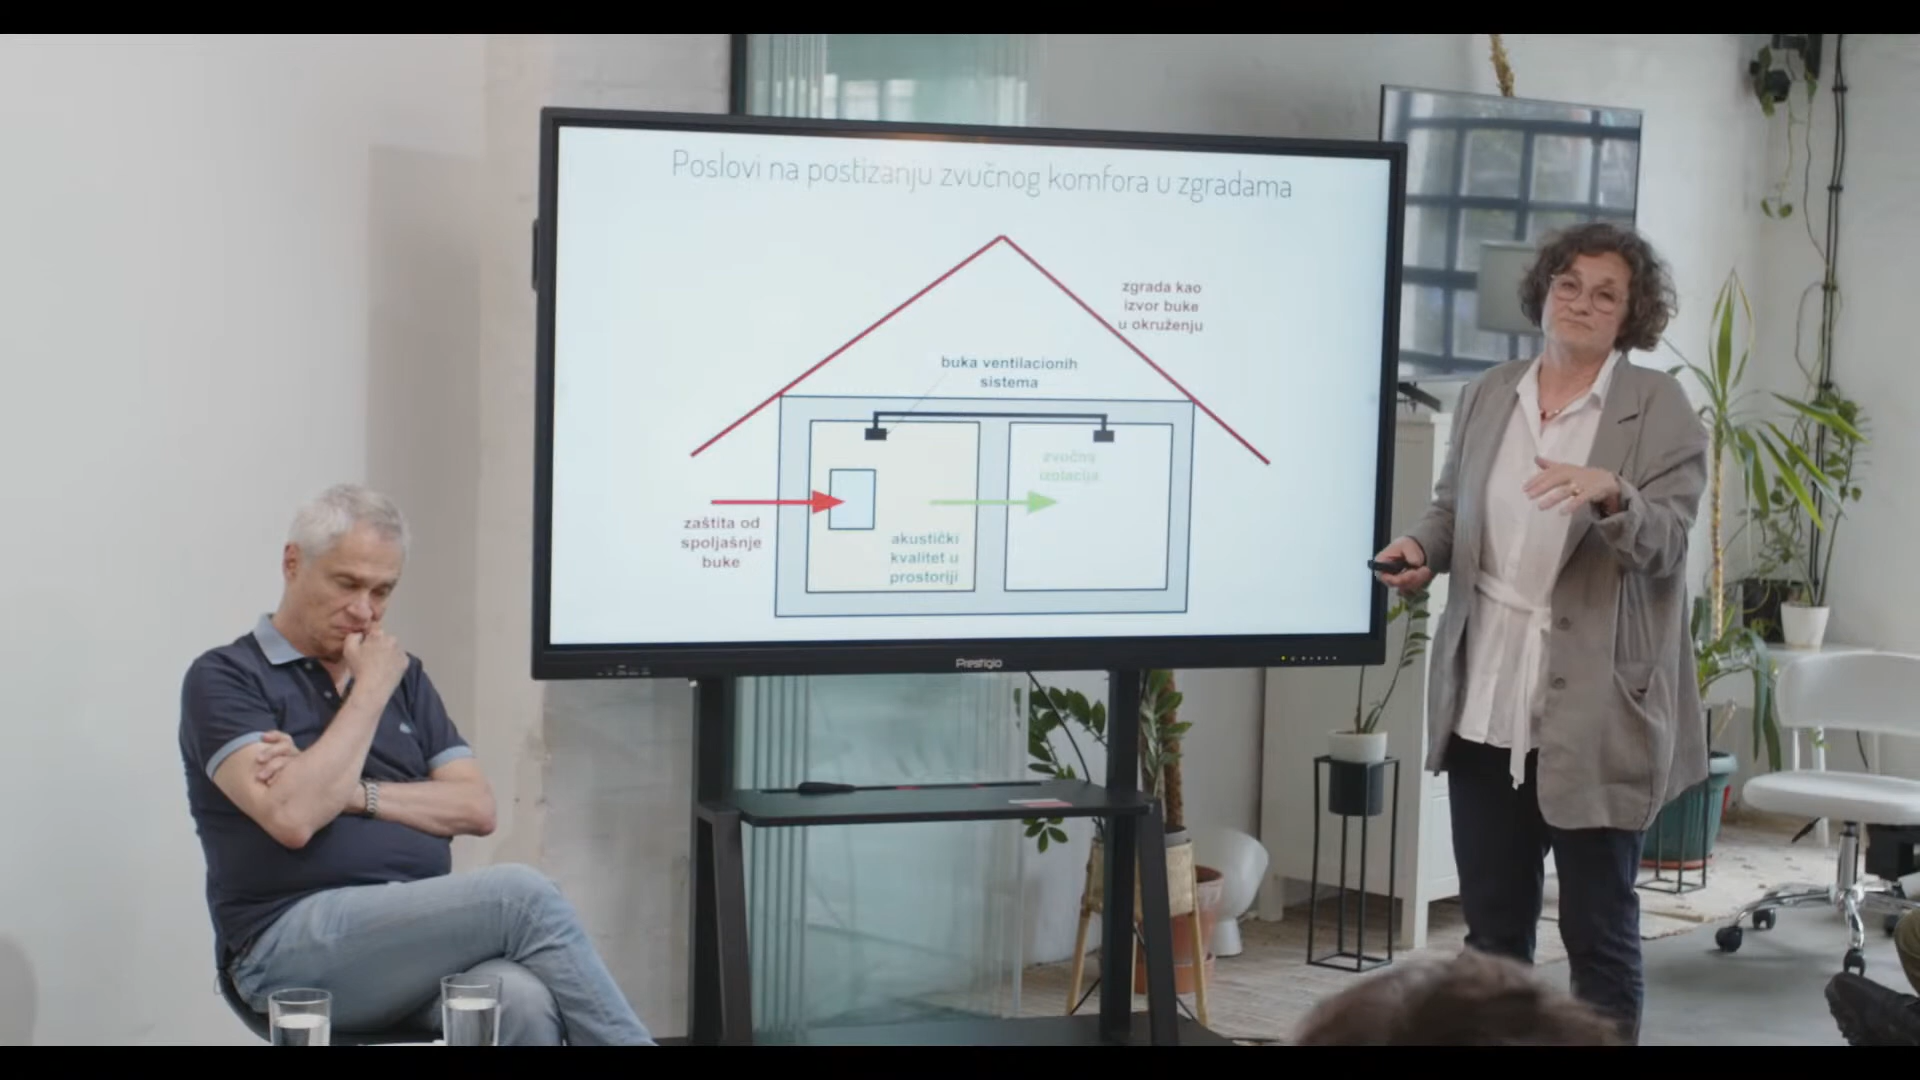 Poslovi na postizanju zvučnog komfora u zgradama
zgrada kao
izvor buke
u okruženju
buka ventilacionih
sistema
zvučna
izolacija
zaštita od
spoljašnje
buke
akustički
kvalitet u
prostoriji
Prestigio